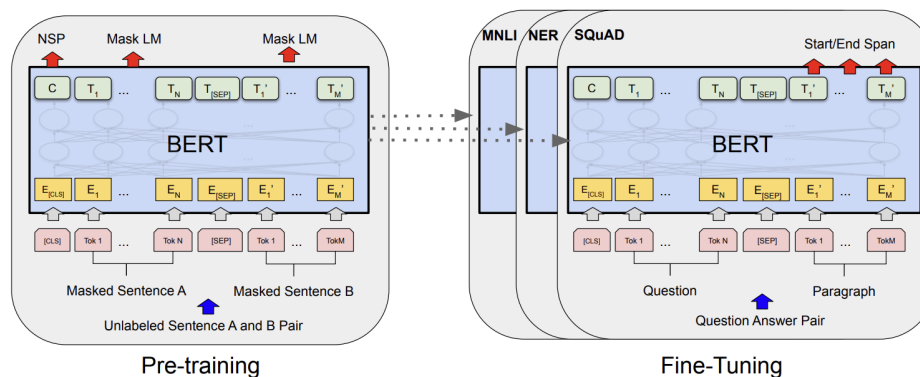 NSP Mask LM Mask LM
C T1 ... TN T[SEP] T1' ... TM'
BERT
E[CLS] E1 ... EN E[SEP] E1' ... EM'
[CLS] Tok 1 ... Tok N [SEP] Tok 1 ... TokM
Masked Sentence A Masked Sentence B
Unlabeled Sentence A and B Pair
Pre-training
MNLI NER SQuAD
Start/End Span
C T1 ... TN T[SEP] T1' ... TM'
BERT
E[CLS] E1 ... EN E[SEP] E1' ... EM'
[CLS] Tok 1 ... Tok N [SEP] Tok 1 ... TokM
Question Paragraph
Question Answer Pair
Fine-Tuning